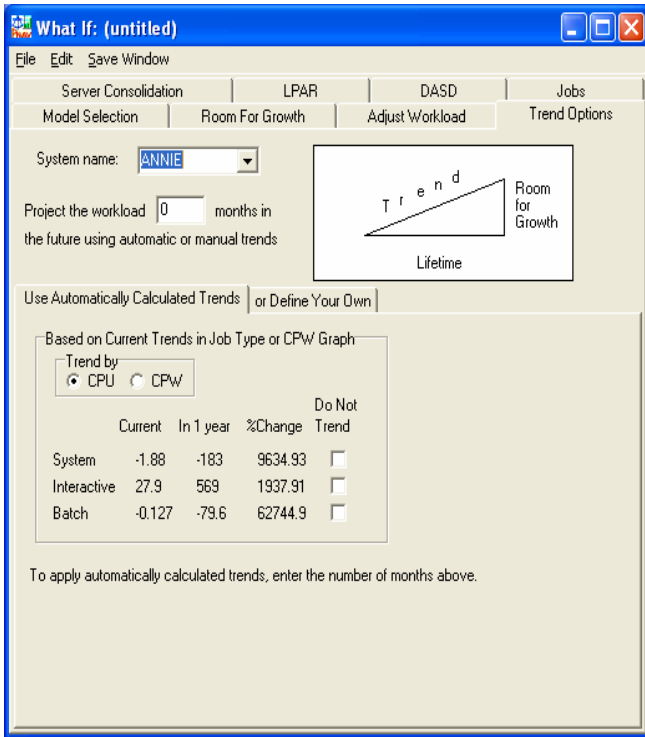 What If: (untitled)
File Edit Save Window
Server Consolidation LPAR DASD Jobs
Model Selection Room For Growth Adjust Workload Trend Options
System name: ANNIE
Project the workload 0 months in
the future using automatic or manual trends
Trend
Room
for
Growth
Lifetime
Use Automatically Calculated Trends or Define Your Own
Based on Current Trends in Job Type or CPW Graph
Trend by
CPU CPW
Do Not
Current In 1 year %Change Trend
System -1.88 -183 9634.93
Interactive 27.9 569 1937.91
Batch -0.127 -79.6 62744.9
To apply automatically calculated trends, enter the number of months above.